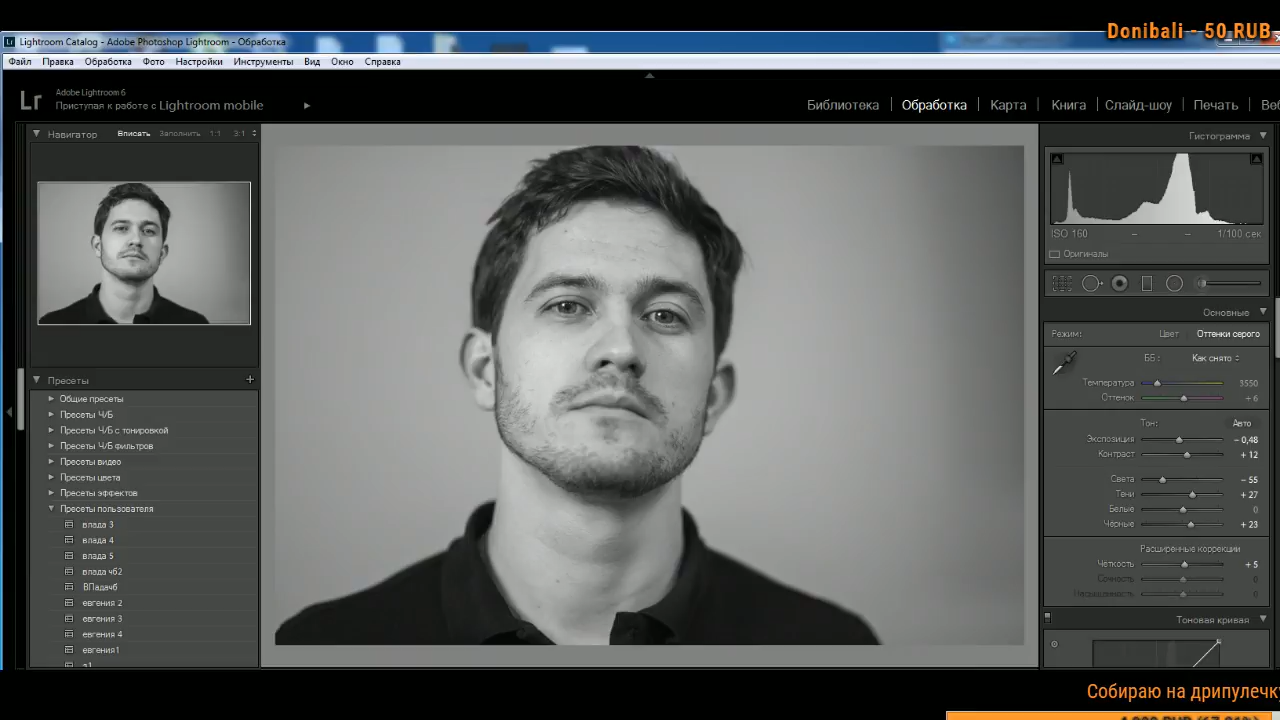 Donibali - 50 RUB
Lightroom Catalog - Adobe Photoshop Lightroom - Обработка
Файл Правка Обработка Фото Настройки Инструменты Вид Окно Справка
Lr
Adobe Lightroom 6
Приступая к работе с Lightroom mobile
Библиотека | Обработка | Карта | Книга | Слайд-шоу | Печать | Ве
Навигатор Вписать Заполнить 1:1 3:1
Пресеты +
Общие пресеты
Пресеты Ч/Б
Пресеты Ч/Б с тонировкой
Пресеты Ч/Б фильтров
Пресеты видео
Пресеты цвета
Пресеты эффектов
Пресеты пользователя
влада 3
влада 4
влада 5
влада чб2
ВПадачб
евгения 2
евгения 3
евгения 4
евгения1
Гистограмма
ISO 160 – – 1/100 сек
Оригиналы
Основные
Режим: Цвет Оттенки серого
ББ : Как снято
Температура 3550
Оттенок + 6
Тон: Авто
Экспозиция – 0,48
Контраст + 12
Света – 55
Тени + 27
Белые 0
Чёрные + 23
Расширенные коррекции
Чёткость + 5
Сочность 0
Насыщенность 0
Тоновая кривая
Собираю на дрипулечк